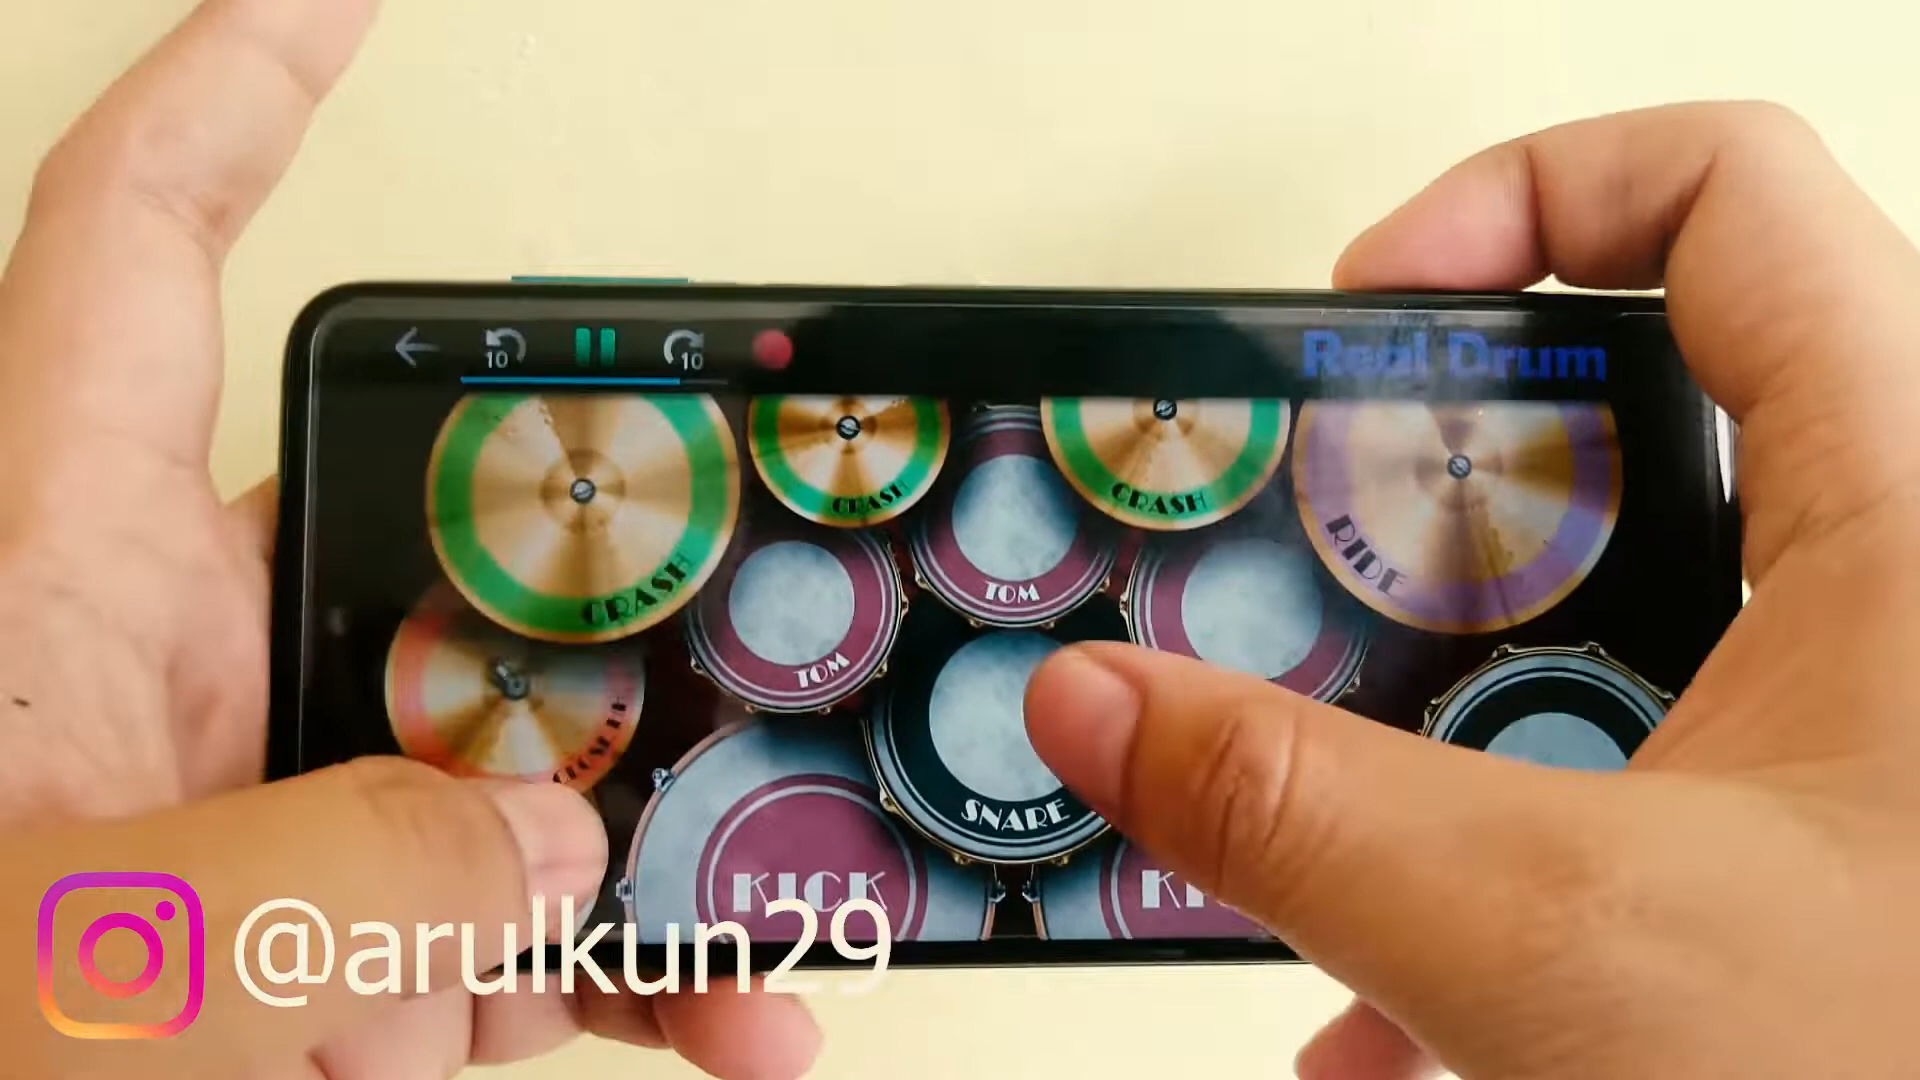 10
10
Real Drum
CRASH
CRASH
CRASH
RIDE
TOM
TOM
SNARE
KICK
@arulkun29